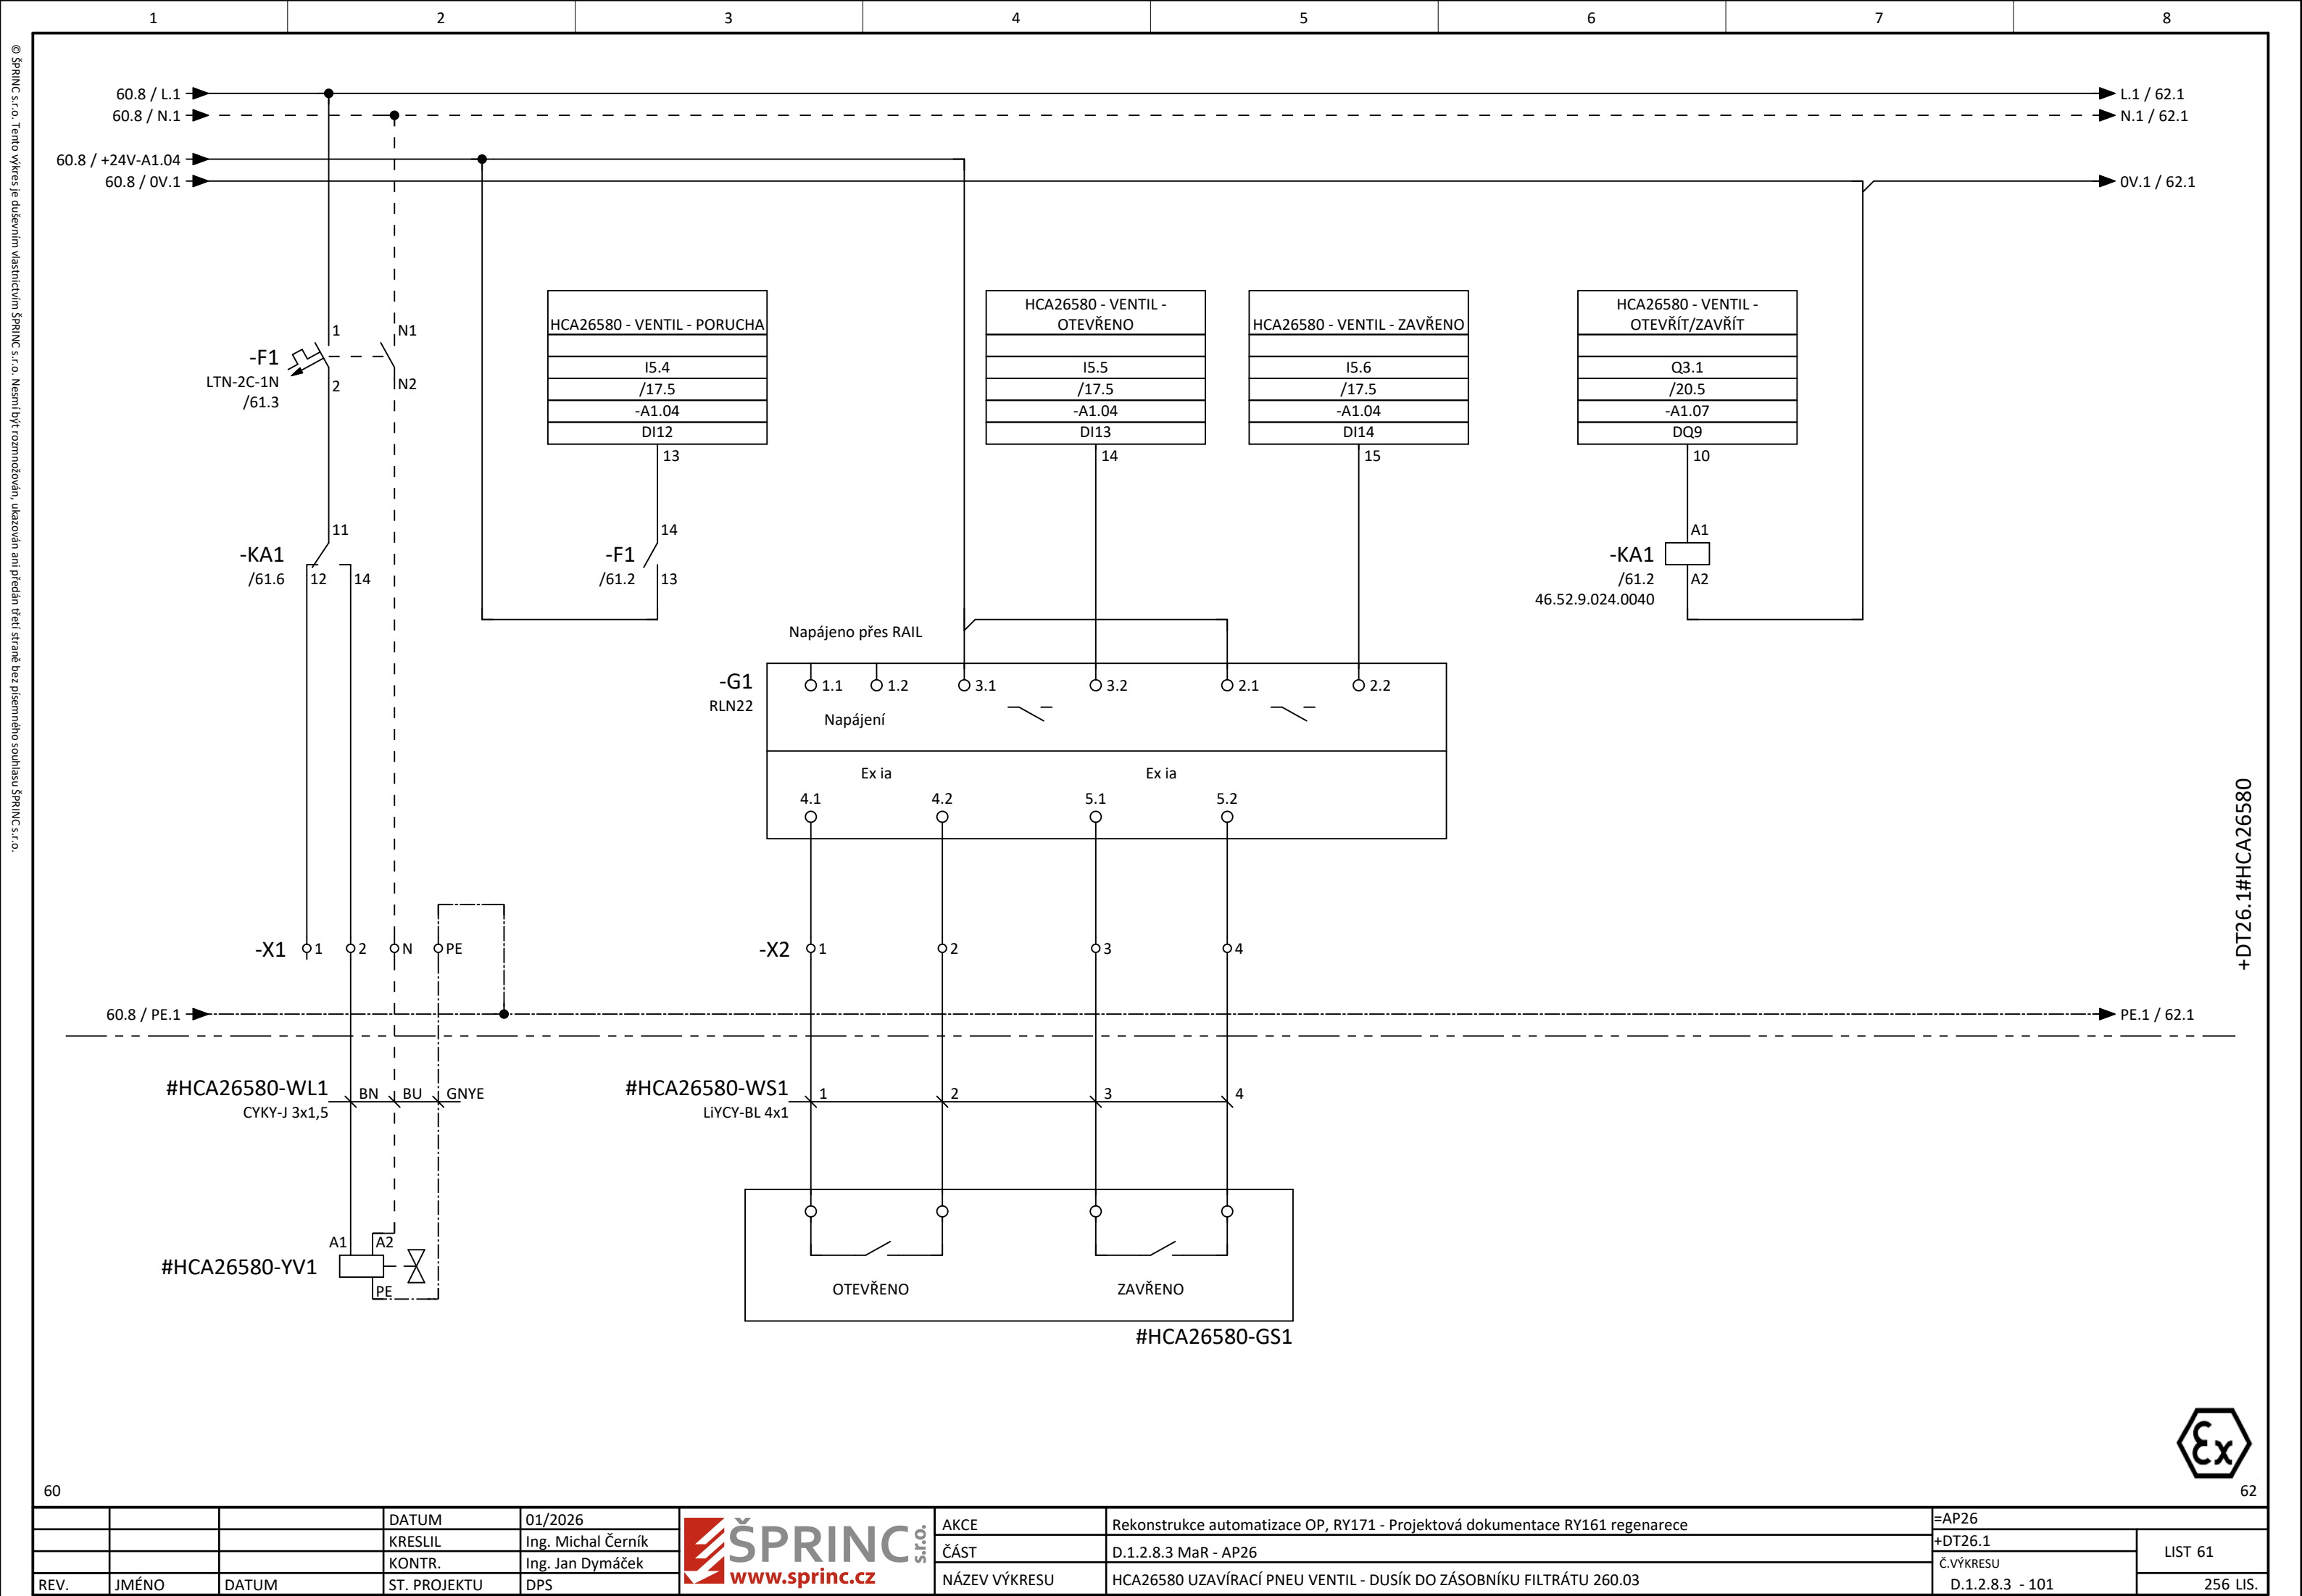 1 2 3 4 5 6 7 8
© ŠPRINC s.r.o. Tento výkres je duševním vlastnictvím ŠPRINC s.r.o. Nesmí být rozmnožován, ukazován ani předán třetí straně bez písemného souhlasu ŠPRINC s.r.o.
60.8 / L.1
L.1 / 62.1
60.8 / N.1
N.1 / 62.1
60.8 / +24V-A1.04
60.8 / 0V.1
0V.1 / 62.1
HCA26580 - VENTIL - PORUCHA
I5.4
/17.5
-A1.04
DI12
13
HCA26580 - VENTIL -
OTEVŘENO
I5.5
/17.5
-A1.04
DI13
14
HCA26580 - VENTIL - ZAVŘENO
I5.6
/17.5
-A1.04
DI14
15
HCA26580 - VENTIL -
OTEVŘÍT/ZAVŘÍT
Q3.1
/20.5
-A1.07
DQ9
10
1 N1
-F1
LTN-2C-1N
2 N2
/61.3
11
-KA1
/61.6 12 14
14
-F1
/61.2 13
A1
-KA1
/61.2 A2
46.52.9.024.0040
Napájeno přes RAIL
-G1
RLN22
1.1 1.2 3.1 3.2 2.1 2.2
Napájení
Ex ia Ex ia
4.1 4.2 5.1 5.2
-X1 1 2 N PE
-X2 1 2 3 4
60.8 / PE.1
PE.1 / 62.1
+DT26.1#HCA26580
#HCA26580-WL1 BN BU GNYE
CYKY-J 3x1,5
#HCA26580-WS1 1 2 3 4
LiYCY-BL 4x1
A1 A2
#HCA26580-YV1
PE
OTEVŘENO ZAVŘENO
#HCA26580-GS1
Ex
60
62
DATUM 01/2026
KRESLIL Ing. Michal Černík
KONTR. Ing. Jan Dymáček
REV. JMÉNO DATUM ST. PROJEKTU DPS
ŠPRINC s.r.o.
www.sprinc.cz
AKCE Rekonstrukce automatizace OP, RY171 - Projektová dokumentace RY161 regenarece
ČÁST D.1.2.8.3 MaR - AP26
NÁZEV VÝKRESU HCA26580 UZAVÍRACÍ PNEU VENTIL - DUSÍK DO ZÁSOBNÍKU FILTRÁTU 260.03
=AP26
+DT26.1
LIST 61
Č.VÝKRESU
D.1.2.8.3 - 101
256 LIS.